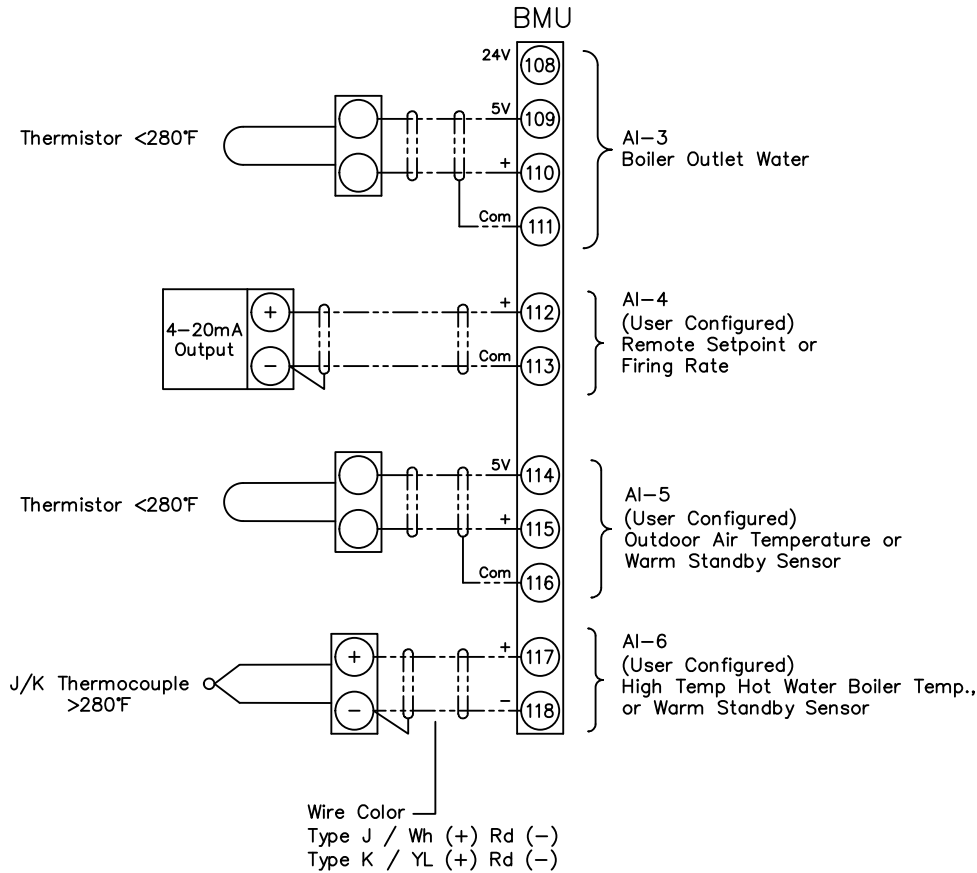 BMU
24V 108
Thermistor <280°F
5V 109
+ 110
Com 111
AI-3
Boiler Outlet Water
4-20mA
Output
+
-
+ 112
Com 113
AI-4
(User Configured)
Remote Setpoint or
Firing Rate
Thermistor <280°F
5V 114
+ 115
Com 116
AI-5
(User Configured)
Outdoor Air Temperature or
Warm Standby Sensor
J/K Thermocouple
>280°F
+
-
+ 117
- 118
AI-6
(User Configured)
High Temp Hot Water Boiler Temp.,
or Warm Standby Sensor
Wire Color
Type J / Wh (+) Rd (-)
Type K / YL (+) Rd (-)